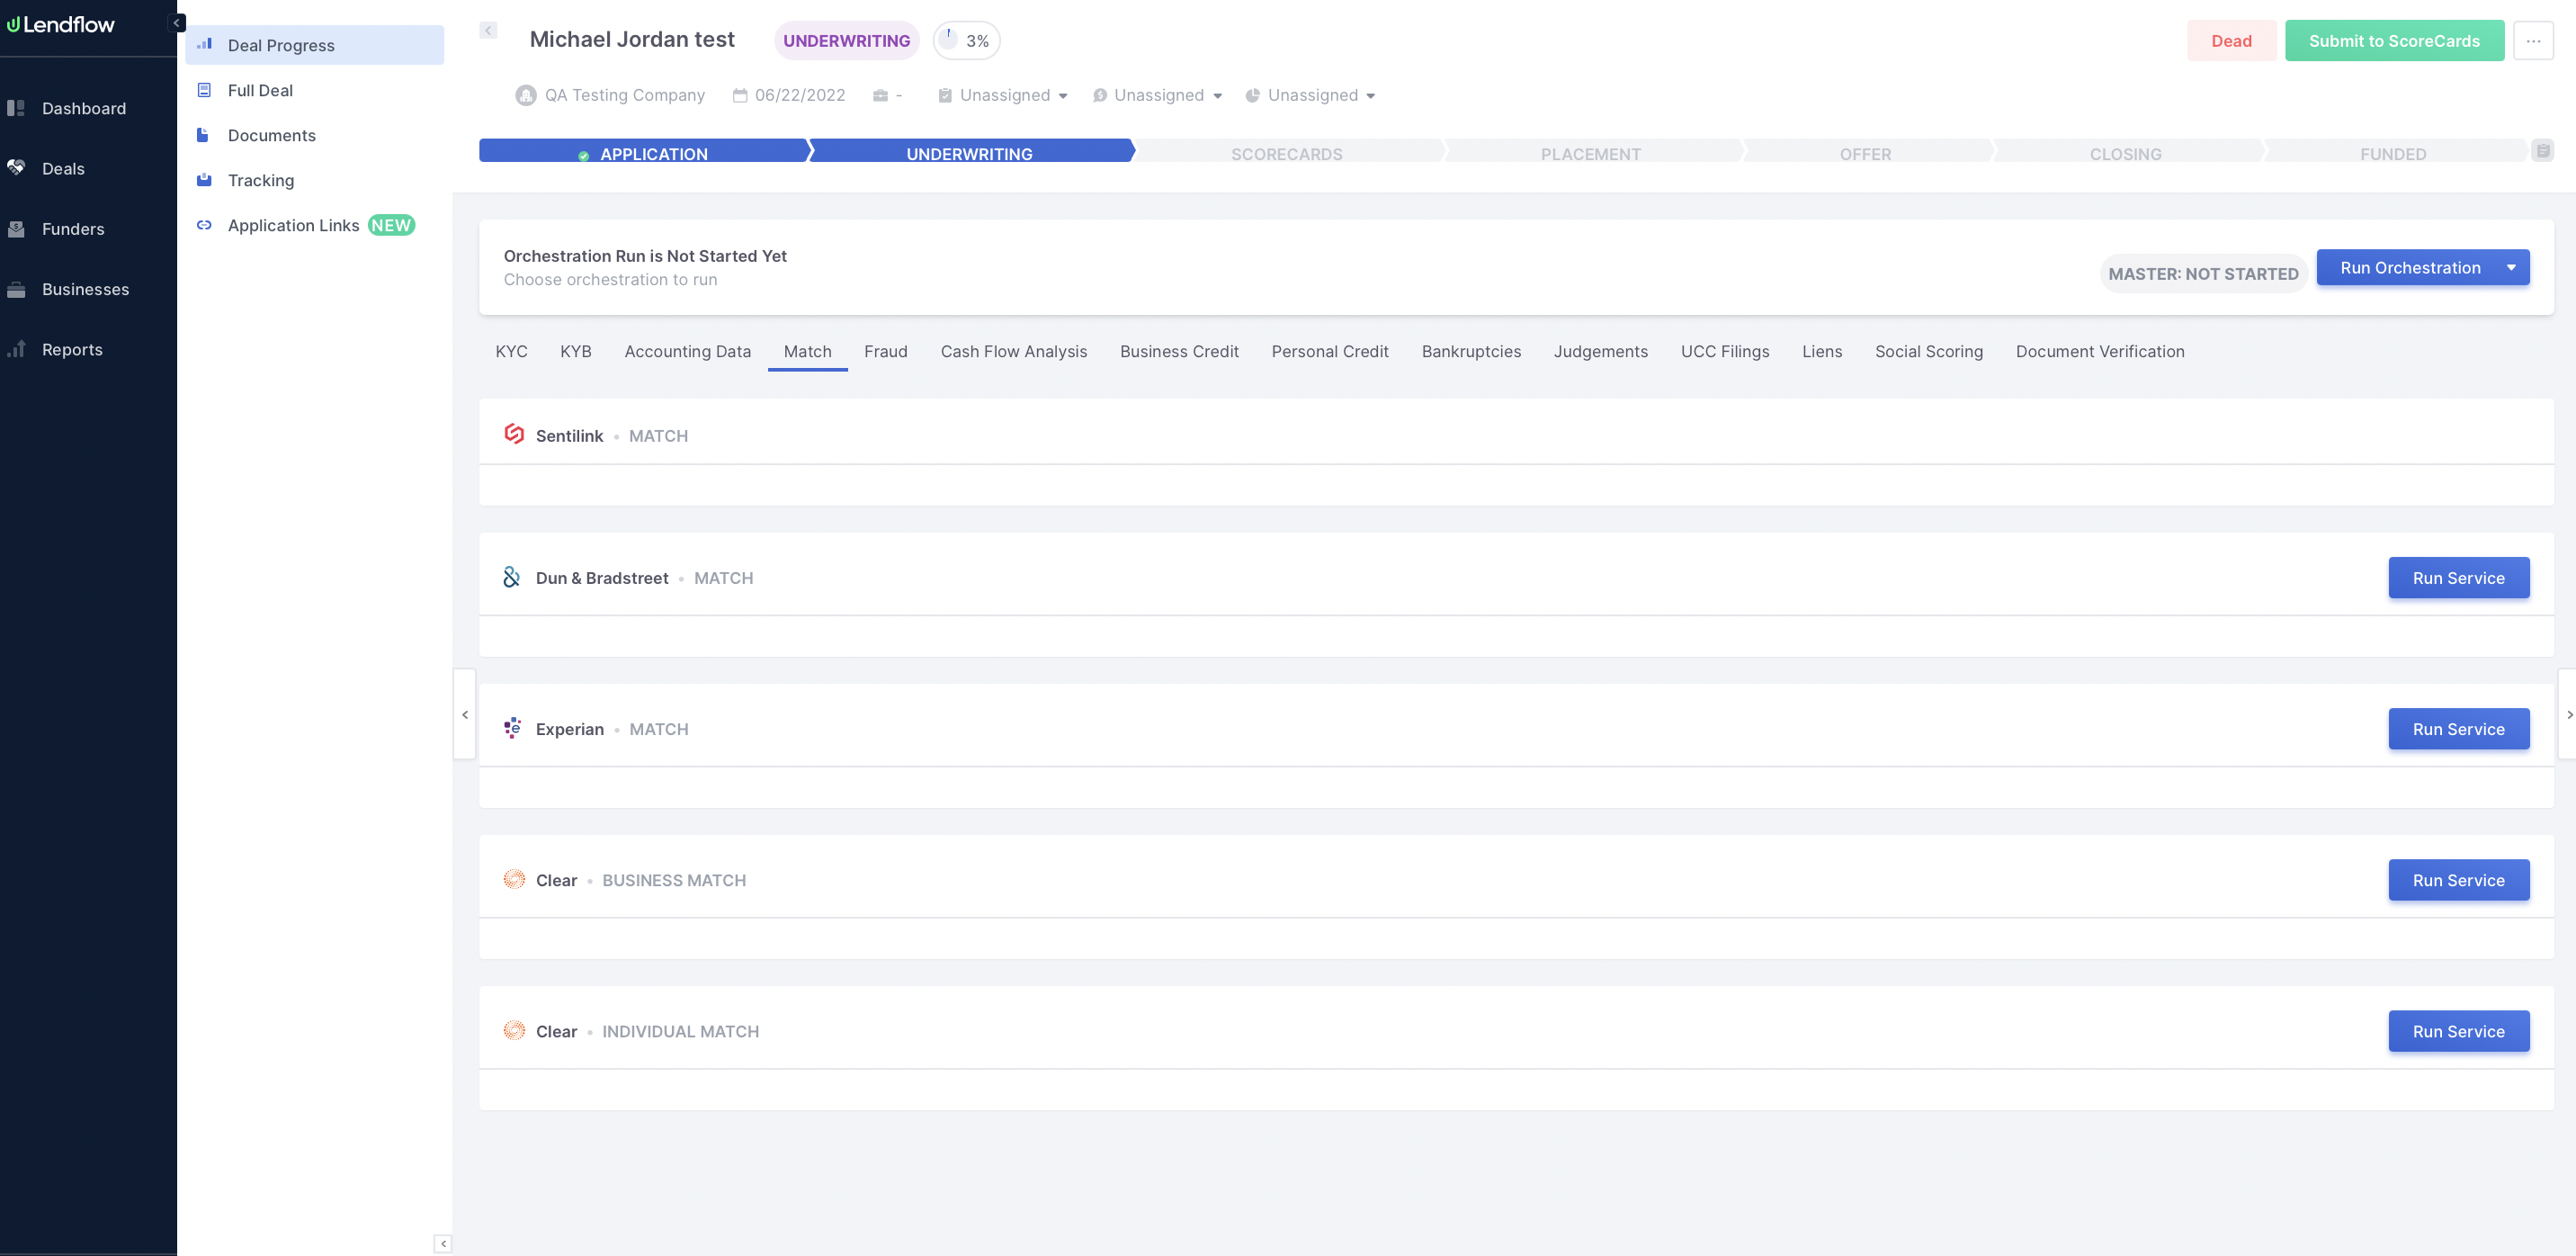 Lendflow
Dashboard
Deals
Funders
Businesses
Reports
Deal Progress
Full Deal
Documents
Tracking
Application Links NEW
Michael Jordan test UNDERWRITING 3%
Dead Submit to ScoreCards ...
QA Testing Company 06/22/2022 - Unassigned Unassigned Unassigned
APPLICATION UNDERWRITING SCORECARDS PLACEMENT OFFER CLOSING FUNDED
Orchestration Run is Not Started Yet
Choose orchestration to run
MASTER: NOT STARTED Run Orchestration
KYC KYB Accounting Data Match Fraud Cash Flow Analysis Business Credit Personal Credit Bankruptcies Judgements UCC Filings Liens Social Scoring Document Verification
Sentilink • MATCH
Dun & Bradstreet • MATCH Run Service
Experian • MATCH Run Service
Clear • BUSINESS MATCH Run Service
Clear • INDIVIDUAL MATCH Run Service